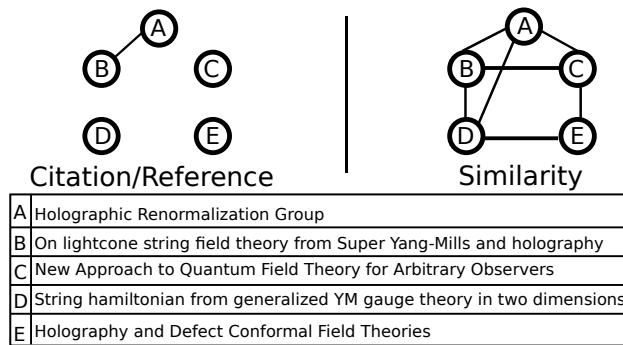 A
B
C
D
E
Citation/Reference
A
B
C
D
E
Similarity
A Holographic Renormalization Group
B On lightcone string field theory from Super Yang-Mills and holography
C New Approach to Quantum Field Theory for Arbitrary Observers
D String hamiltonian from generalized YM gauge theory in two dimensions
E Holography and Defect Conformal Field Theories